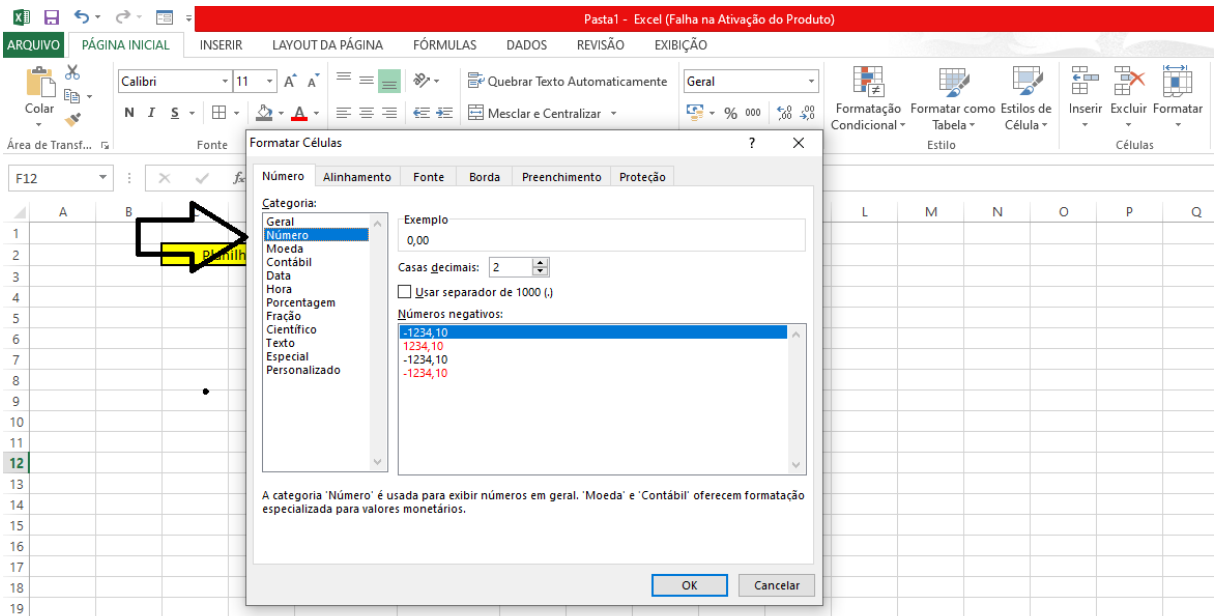 Pasta1 - Excel (Falha na Ativação do Produto)
ARQUIVO PÁGINA INICIAL INSERIR LAYOUT DA PÁGINA FÓRMULAS DADOS REVISÃO EXIBIÇÃO
Colar
Calibri 11
N I S
Quebrar Texto Automaticamente
Mesclar e Centralizar
Geral
% 000
Formatação Condicional
Formatar como Tabela
Estilos de Célula
Inserir Excluir Formatar
Área de Transf... Fonte Estilo Células
F12
Formatar Células ? X
Número Alinhamento Fonte Borda Preenchimento Proteção
Categoria:
Geral
Número
Moeda
Contábil
Data
Hora
Porcentagem
Fração
Científico
Texto
Especial
Personalizado
Exemplo
0,00
Casas decimais: 2
Usar separador de 1000 (.)
Números negativos:
-1234,10
1234,10
-1234,10
-1234,10
A categoria 'Número' é usada para exibir números em geral. 'Moeda' e 'Contábil' oferecem formatação
especializada para valores monetários.
OK Cancelar
A B L M N O P Q
1
2
3
4
5
6
7
8
9
10
11
12
13
14
15
16
17
18
19